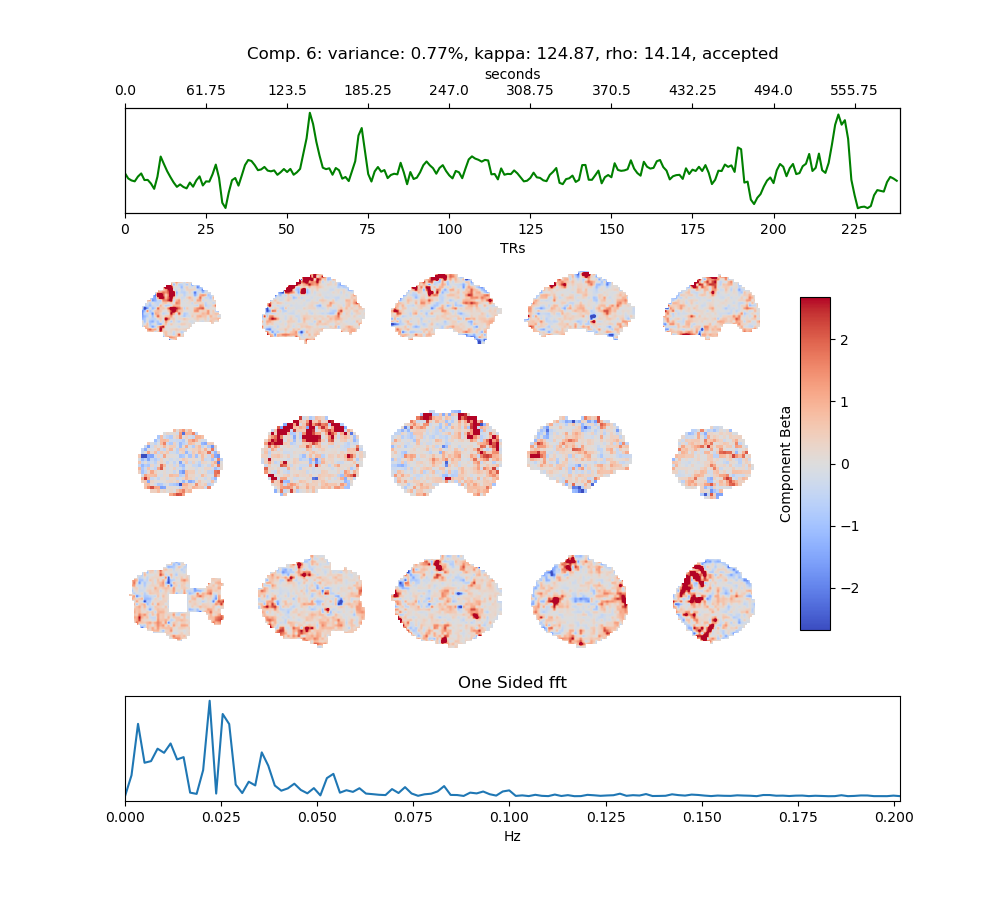 Comp. 6: variance: 0.77%, kappa: 124.87, rho: 14.14, accepted
seconds
0.0 61.75 123.5 185.25 247.0 308.75 370.5 432.25 494.0 555.75
0 25 50 75 100 125 150 175 200 225
TRs
2
1
0
−1
−2
Component Beta
One Sided fft
0.000 0.025 0.050 0.075 0.100 0.125 0.150 0.175 0.200
Hz